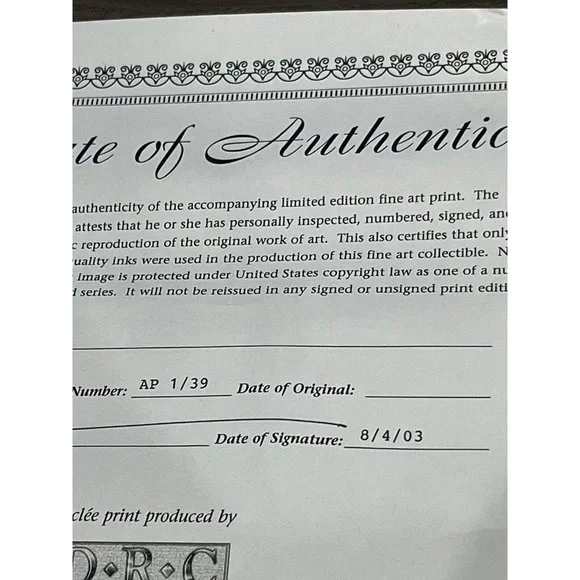 te of Authentic
authenticity of the accompanying limited edition fine art print. The
attests that he or she has personally inspected, numbered, signed, an
c reproduction of the original work of art. This also certifies that onl
uality inks were used in the production of this fine art collectible. N
image is protected under United States copyright law as one of a nu
d series. It will not be reissued in any signed or unsigned print editi
Number: AP 1/39 Date of Original:
Date of Signature: 8/4/03
clée print produced by
D R C